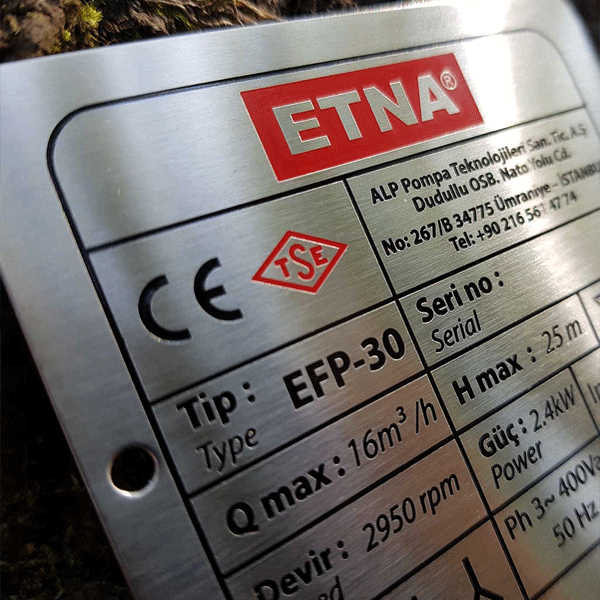 ETNA®
ALP Pompa Teknolojileri San. Tic. A.Ş.
Dudullu OSB. Nato Yolu Cd.
No: 267/B 34775 Ümraniye - İSTANBUL
Tel: +90 216 561 47 74
CE
TSE
Seri no :
Serial
Tip : EFP-30
Type
H max : 25 m
Q max : 16m³ /h
Güç : 2.4kW
Power
Devir : 2950 rpm
Ph 3~ 400Va
50 Hz